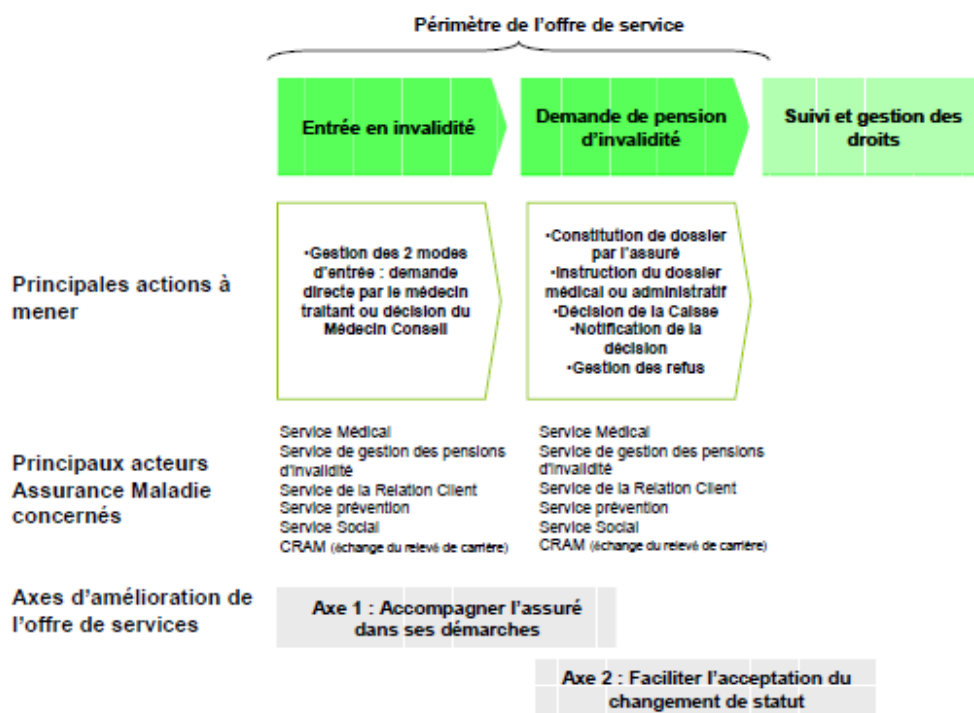 Périmètre de l'offre de service
Entrée en invalidité
Demande de pension
d'invalidité
Suivi et gestion des
droits
Principales actions à
mener
•Gestion des 2 modes
d'entrée : demande
directe par le médecin
traitant ou décision du
Médecin Conseil
•Constitution de dossier
par l'assuré
•Instruction du dossier
médical ou administratif
•Décision de la Caisse
•Notification de la
décision
•Gestion des refus
Principaux acteurs
Assurance Maladie
concernés
Service Médical
Service de gestion des pensions
d'invalidité
Service de la Relation Client
Service prévention
Service Social
CRAM (échange du relevé de carrière)
Service Médical
Service de gestion des pensions
d'invalidité
Service de la Relation Client
Service prévention
Service Social
CRAM (échange du relevé de carrière)
Axes d'amélioration de
l'offre de services
Axe 1 : Accompagner l'assuré
dans ses démarches
Axe 2 : Faciliter l'acceptation du
changement de statut